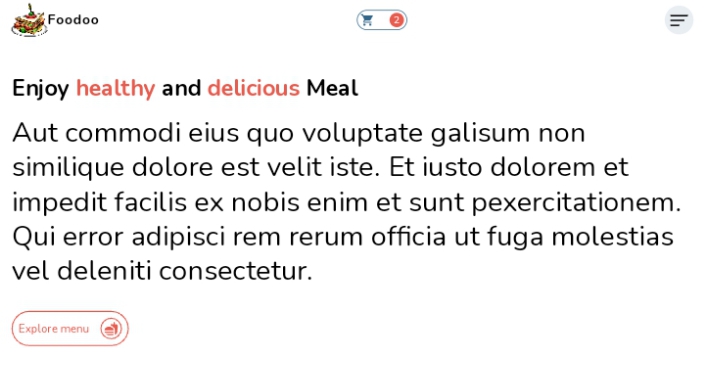 Foodoo
2
Enjoy healthy and delicious Meal
Aut commodi eius quo voluptate galisum non
similique dolore est velit iste. Et iusto dolorem et
impedit facilis ex nobis enim et sunt pexercitationem.
Qui error adipisci rem rerum officia ut fuga molestias
vel deleniti consectetur.
Explore menu